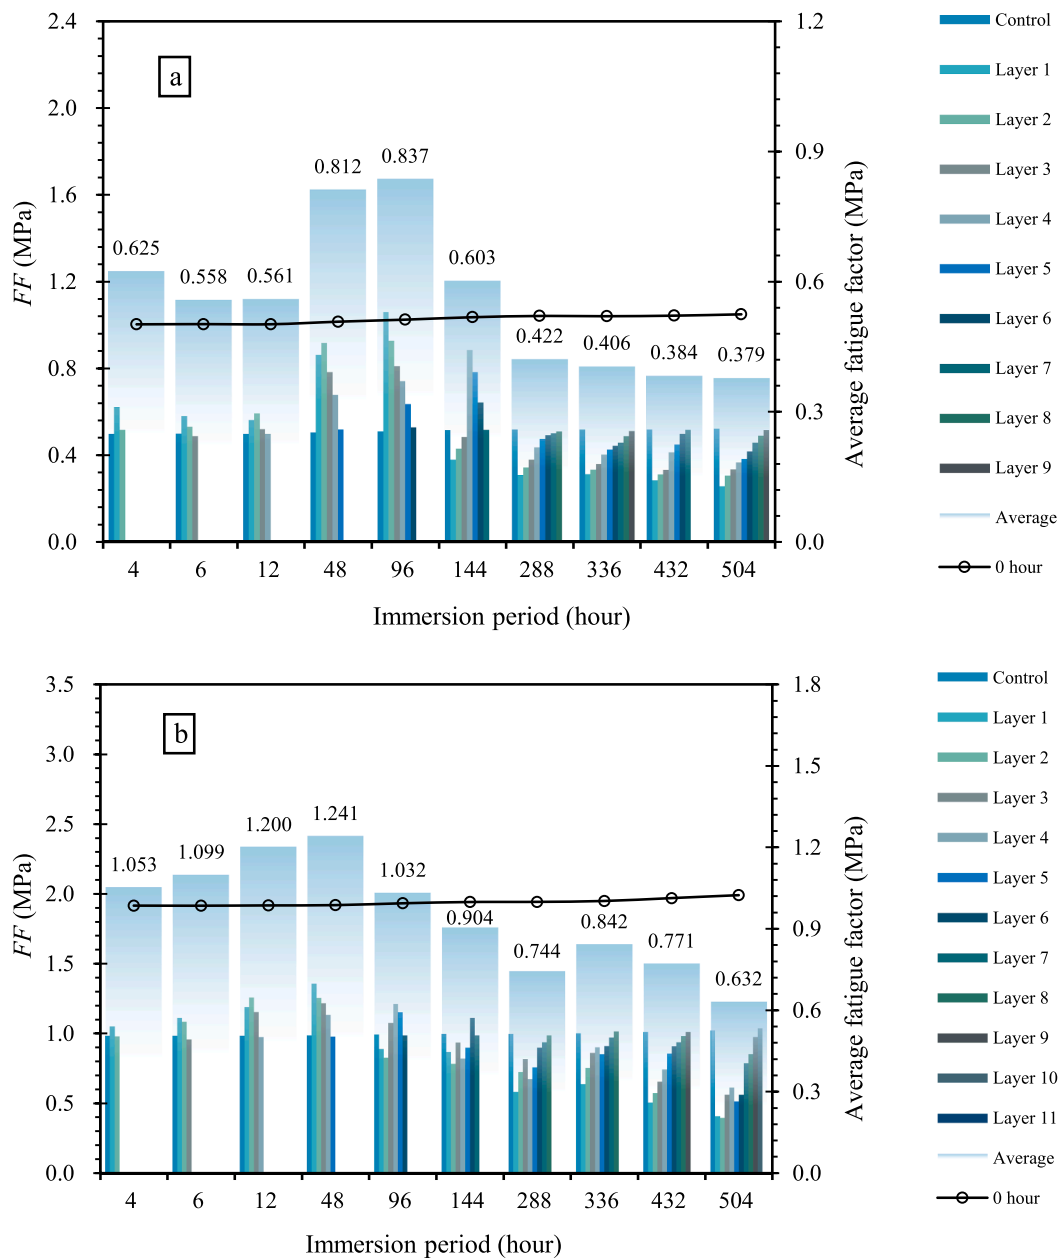 a
FF (MPa)
2.4
2.0
1.6
1.2
0.8
0.4
0.0
0.625
0.558
0.561
0.812
0.837
0.603
0.422
0.406
0.384
0.379
1.2
0.9
0.6
0.3
0.0
Average fatigue factor (MPa)
4 6 12 48 96 144 288 336 432 504
Immersion period (hour)
Control
Layer 1
Layer 2
Layer 3
Layer 4
Layer 5
Layer 6
Layer 7
Layer 8
Layer 9
Average
0 hour
b
FF (MPa)
3.5
3.0
2.5
2.0
1.5
1.0
0.5
0.0
1.053
1.099
1.200
1.241
1.032
0.904
0.744
0.842
0.771
0.632
1.8
1.5
1.2
0.9
0.6
0.3
0.0
Average fatigue factor (MPa)
4 6 12 48 96 144 288 336 432 504
Immersion period (hour)
Control
Layer 1
Layer 2
Layer 3
Layer 4
Layer 5
Layer 6
Layer 7
Layer 8
Layer 9
Layer 10
Layer 11
Average
0 hour